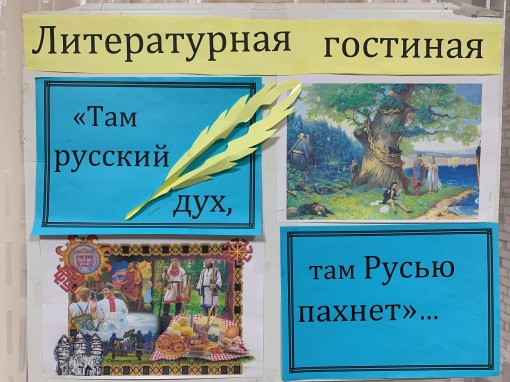 Литературная гостиная
«Там
русский
дух,
там Русью
пахнет»...